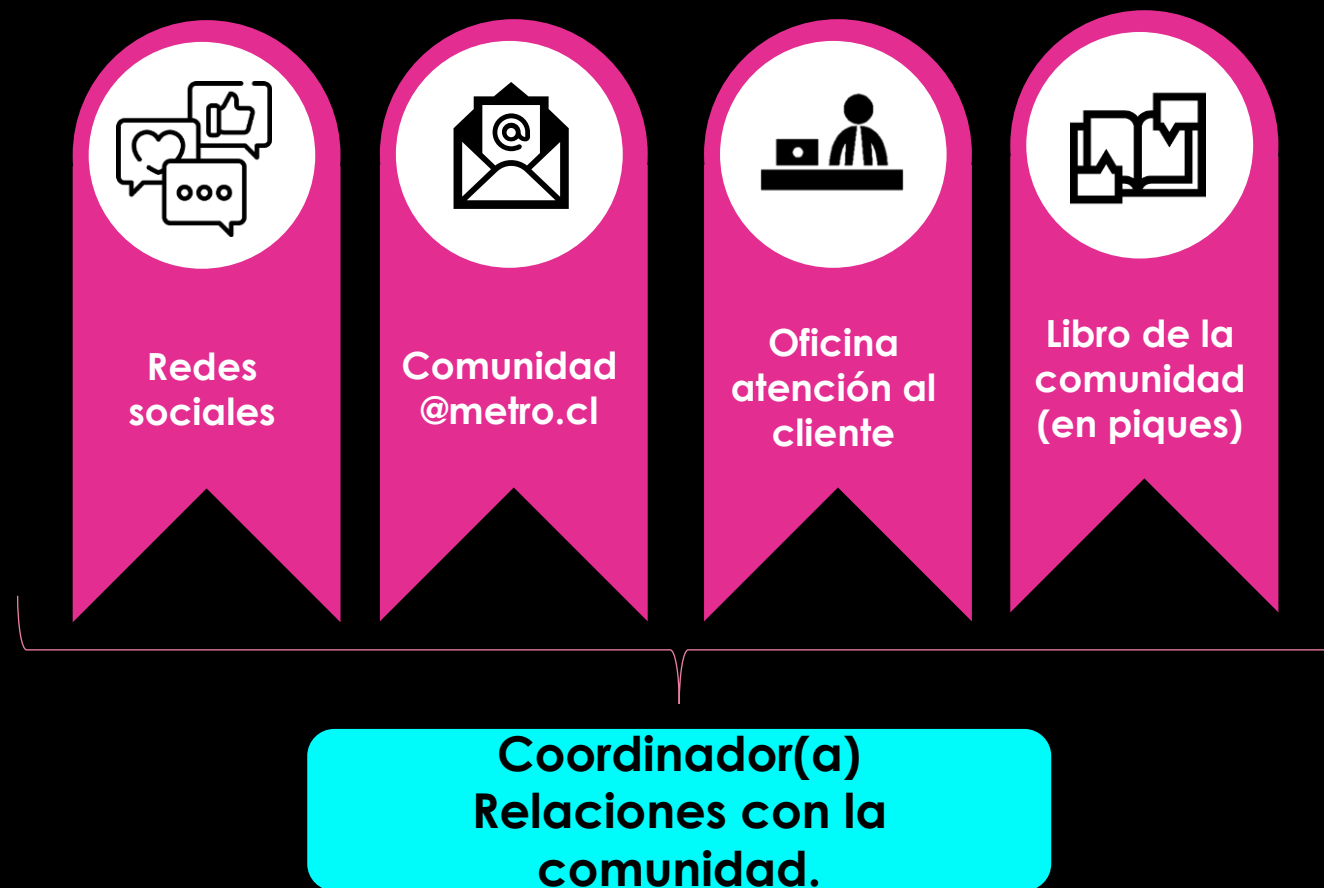 Redes
sociales
Comunidad
@metro.cl
Oficina
atención al
cliente
Libro de la
comunidad
(en piques)
Coordinador(a)
Relaciones con la
comunidad.